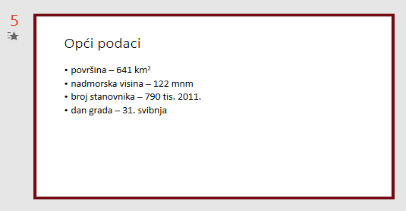 5
Opći podaci
• površina – 641 km²
• nadmorska visina – 122 mnm
• broj stanovnika – 790 tis. 2011.
• dan grada – 31. svibnja